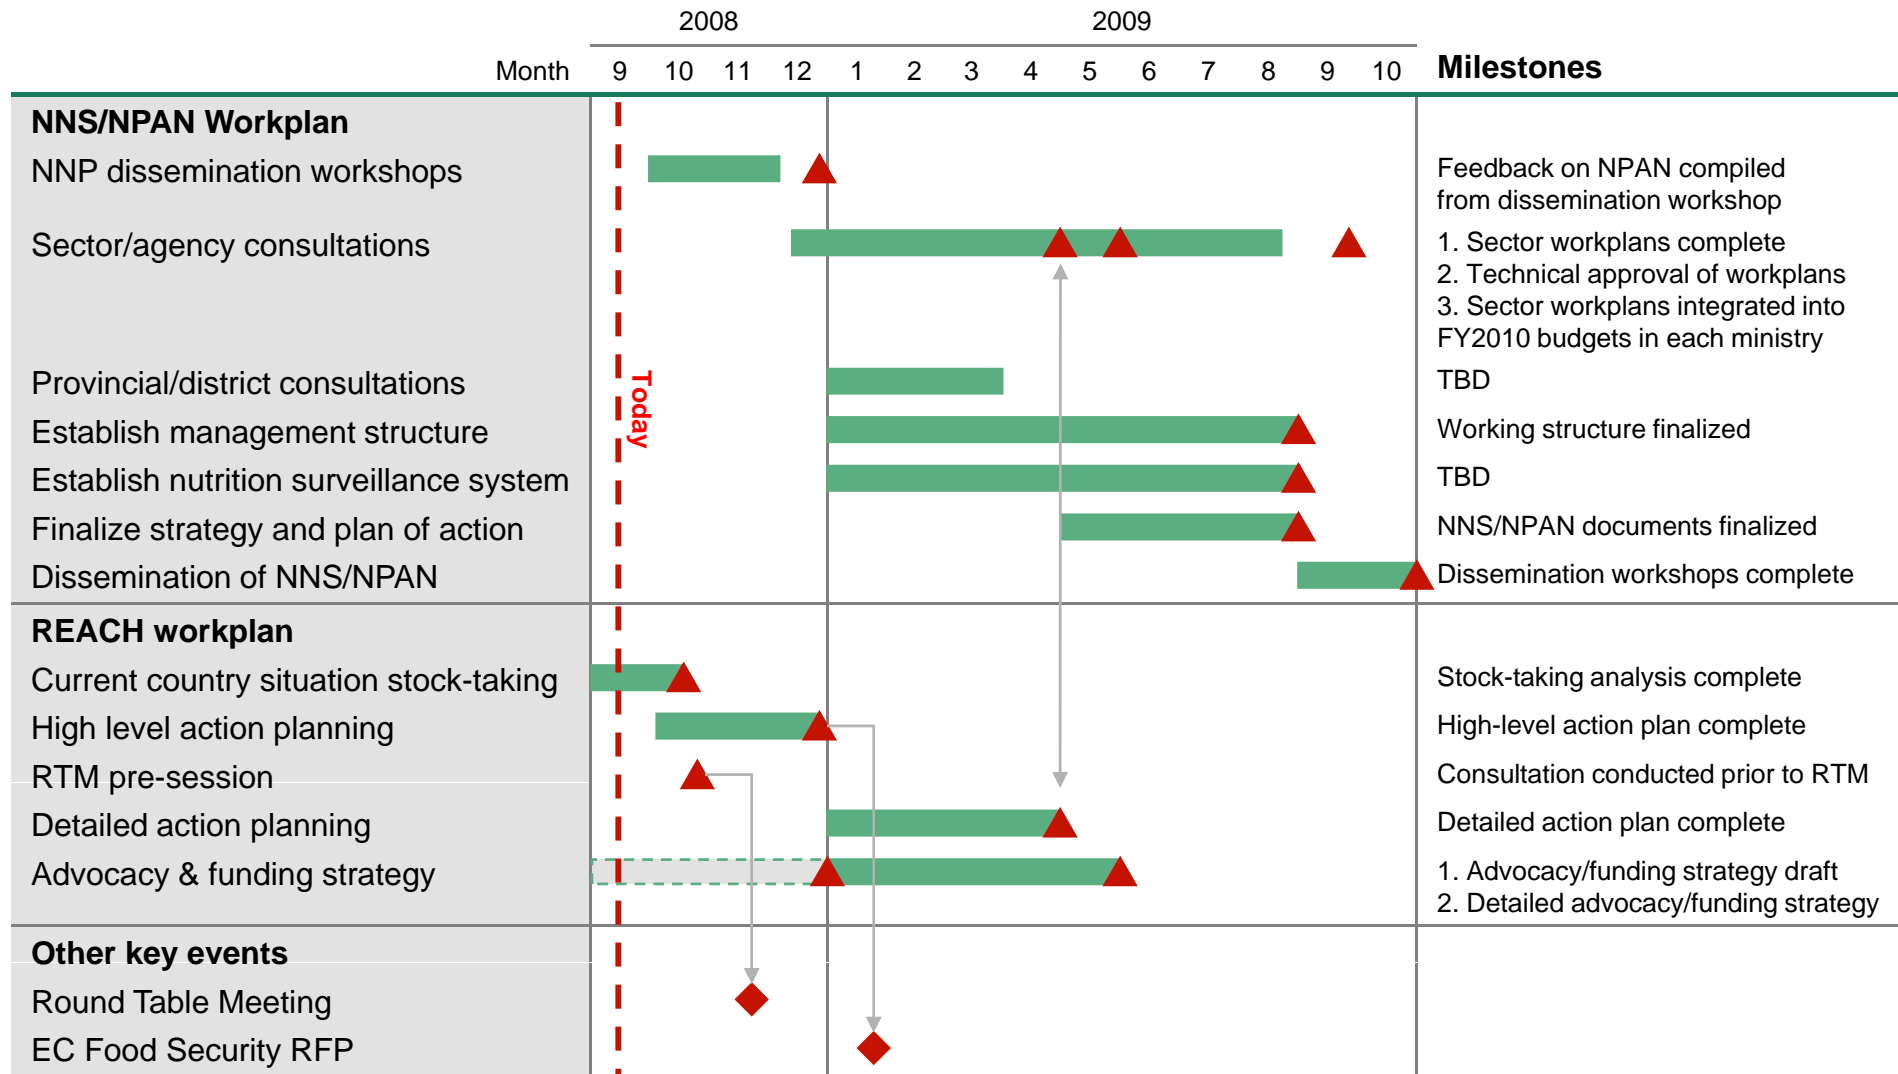 2008 2009
Month 9 10 11 12 1 2 3 4 5 6 7 8 9 10 Milestones
NNS/NPAN Workplan
NNP dissemination workshops
Feedback on NPAN compiled
from dissemination workshop
Sector/agency consultations
1. Sector workplans complete
2. Technical approval of workplans
3. Sector workplans integrated into
FY2010 budgets in each ministry
Provincial/district consultations
TBD
Today
Establish management structure
Working structure finalized
Establish nutrition surveillance system
TBD
Finalize strategy and plan of action
NNS/NPAN documents finalized
Dissemination of NNS/NPAN
Dissemination workshops complete
REACH workplan
Current country situation stock-taking
Stock-taking analysis complete
High level action planning
High-level action plan complete
RTM pre-session
Consultation conducted prior to RTM
Detailed action planning
Detailed action plan complete
Advocacy & funding strategy
1. Advocacy/funding strategy draft
2. Detailed advocacy/funding strategy
Other key events
Round Table Meeting
EC Food Security RFP